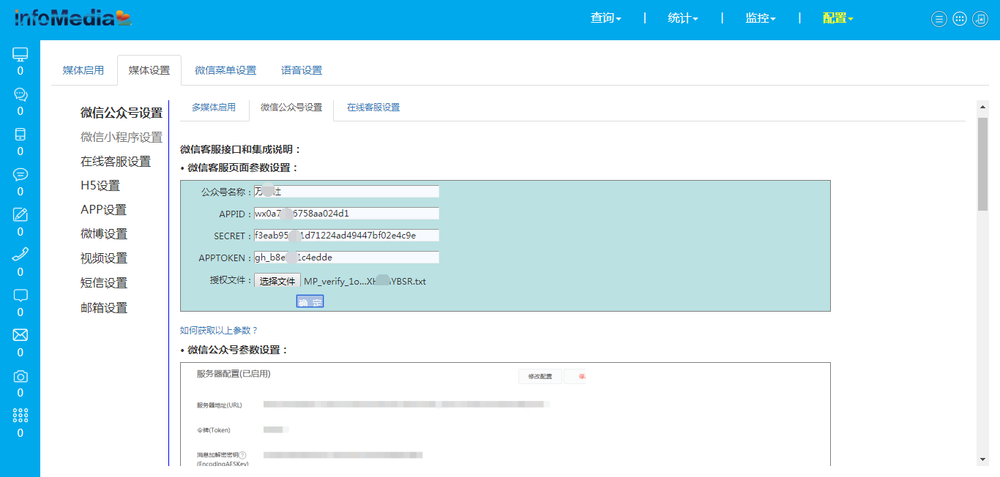 infoMedia
查询 | 统计 | 监控 | 配置
0
0
0
0
0
0
0
0
0
0
媒体启用 媒体设置 微信菜单设置 语音设置
微信公众号设置
微信小程序设置
在线客服设置
H5设置
APP设置
微博设置
视频设置
短信设置
邮箱设置
多媒体启用 微信公众号设置 在线客服设置
微信客服接口和集成说明：
• 微信客服页面参数设置：
公众号名称：万 社
APPID：wx0a7 6758aa024d1
SECRET：f3eab95 1d71224ad49447bf02e4c9e
APPTOKEN：gh_b8e 1c4edde
授权文件：选择文件 MP_verify_1o...XH YBSR.txt
确 定
如何获取以上参数？
• 微信公众号参数设置：
服务器配置(已启用) 修改配置 停
服务器地址(URL)
令牌(Token)
消息加解密密钥?
(EncodingAESKey)